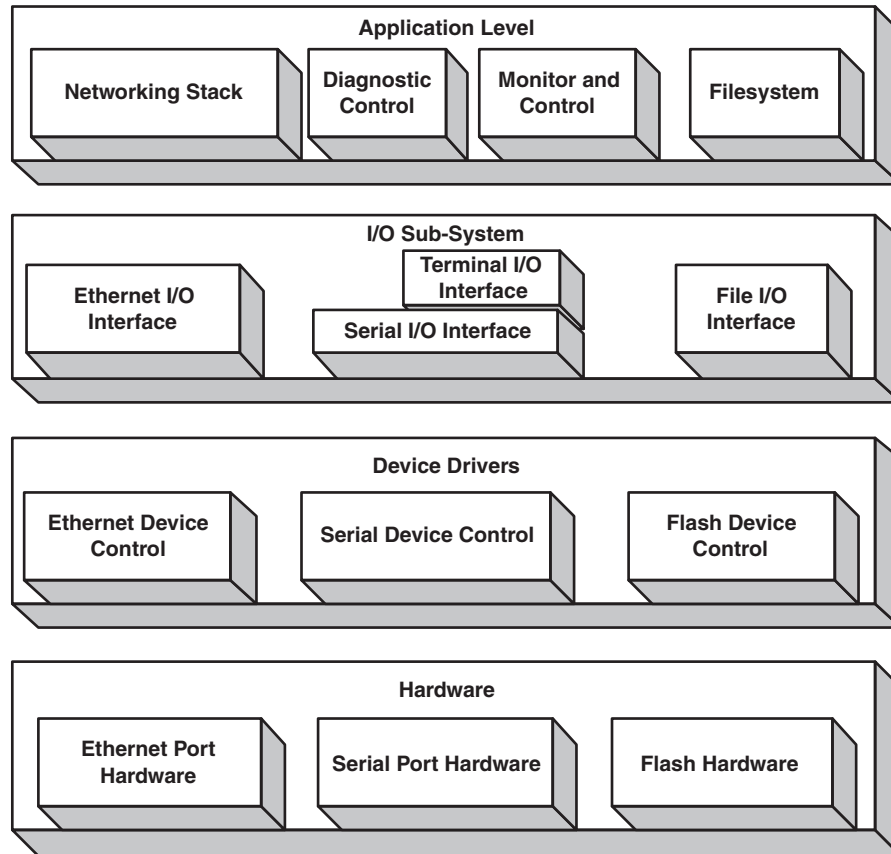 Application Level
Networking Stack
Diagnostic
Control
Monitor and
Control
Filesystem
I/O Sub-System
Ethernet I/O
Interface
Terminal I/O
Interface
Serial I/O Interface
File I/O
Interface
Device Drivers
Ethernet Device
Control
Serial Device Control
Flash Device
Control
Hardware
Ethernet Port
Hardware
Serial Port Hardware
Flash Hardware